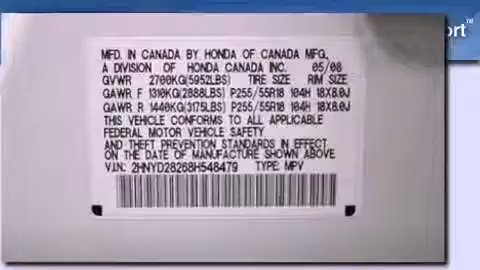 ort™
MFD. IN CANADA BY HONDA OF CANADA MFG.,
A DIVISION OF HONDA CANADA INC. 05/08
GVWR 2700KG(5952LBS) TIRE SIZE RIM SIZE
GAWR F 1310KG(2888LBS) P255/55R18 104H 18X8.0J
GAWR R 1440KG(3175LBS) P255/55R18 104H 18X8.0J
THIS VEHICLE CONFORMS TO ALL APPLICABLE
FEDERAL MOTOR VEHICLE SAFETY
AND THEFT PREVENTION STANDARDS IN EFFECT
ON THE DATE OF MANUFACTURE SHOWN ABOVE.
V.I.N.: 2HNYD28268H548479 TYPE: MPV